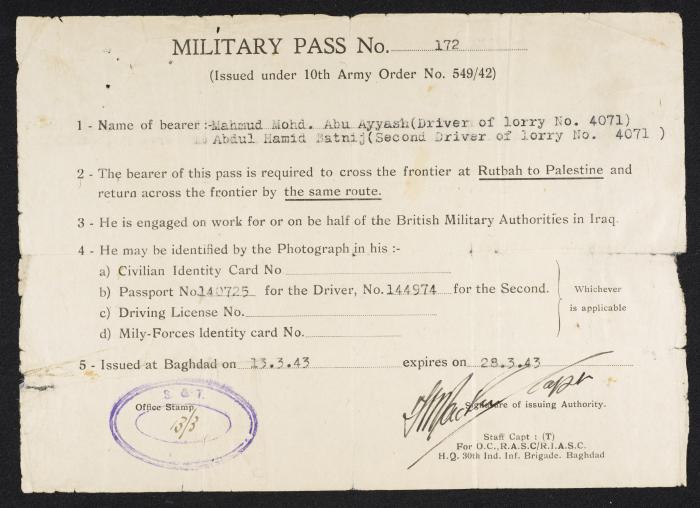 MILITARY PASS No. 172
(Issued under 10th Army Order No. 549/42)
1 - Name of bearer :-Mahmud Mohd. Abu Ayyash(Driver of lorry No. 4071)
Abdul Hamid Batnij(Second Driver of lorry No. 4071 )
2 - The bearer of this pass is required to cross the frontier at Rutbah to Palestine and
return across the frontier by the same route.
3 - He is engaged on work for or on be half of the British Military Authorities in Iraq.
4 - He may be identified by the Photograph in his :-
a) Civilian Identity Card No
b) Passport No.140725 for the Driver, No.144974 for the Second.
c) Driving License No.
d) Mily-Forces Identity card No.
Whichever
is applicable
5 - Issued at Baghdad on 13.3.43 expires on 28.3.43
S & T.
Office Stamp
13/3
Capt
Signature of issuing Authority.
Staff Capt : (T)
For O.C., R.A.S.C/R.I.A.S.C.
H.Q. 30th Ind. Inf. Brigade. Baghdad